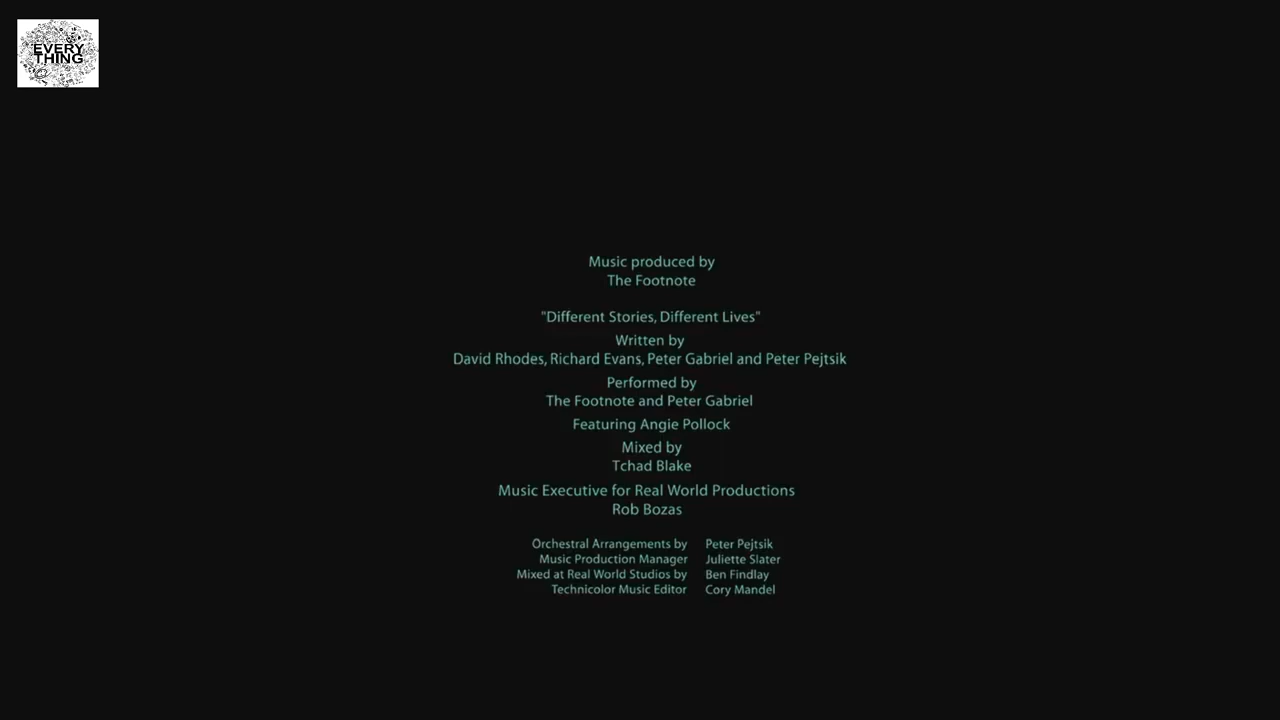 EVERY
THING
Music produced by
The Footnote
"Different Stories, Different Lives"
Written by
David Rhodes, Richard Evans, Peter Gabriel and Peter Pejtsik
Performed by
The Footnote and Peter Gabriel
Featuring Angie Pollock
Mixed by
Tchad Blake
Music Executive for Real World Productions
Rob Bozas
Orchestral Arrangements by Peter Pejtsik
Music Production Manager Juliette Slater
Mixed at Real World Studios by Ben Findlay
Technicolor Music Editor Cory Mandel